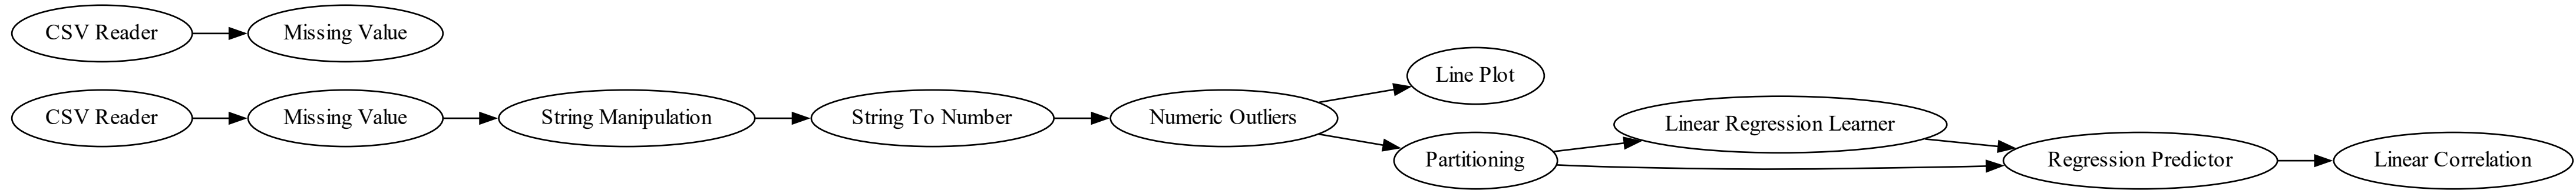 CSV Reader
Missing Value
CSV Reader
Missing Value
String Manipulation
String To Number
Numeric Outliers
Line Plot
Partitioning
Linear Regression Learner
Regression Predictor
Linear Correlation